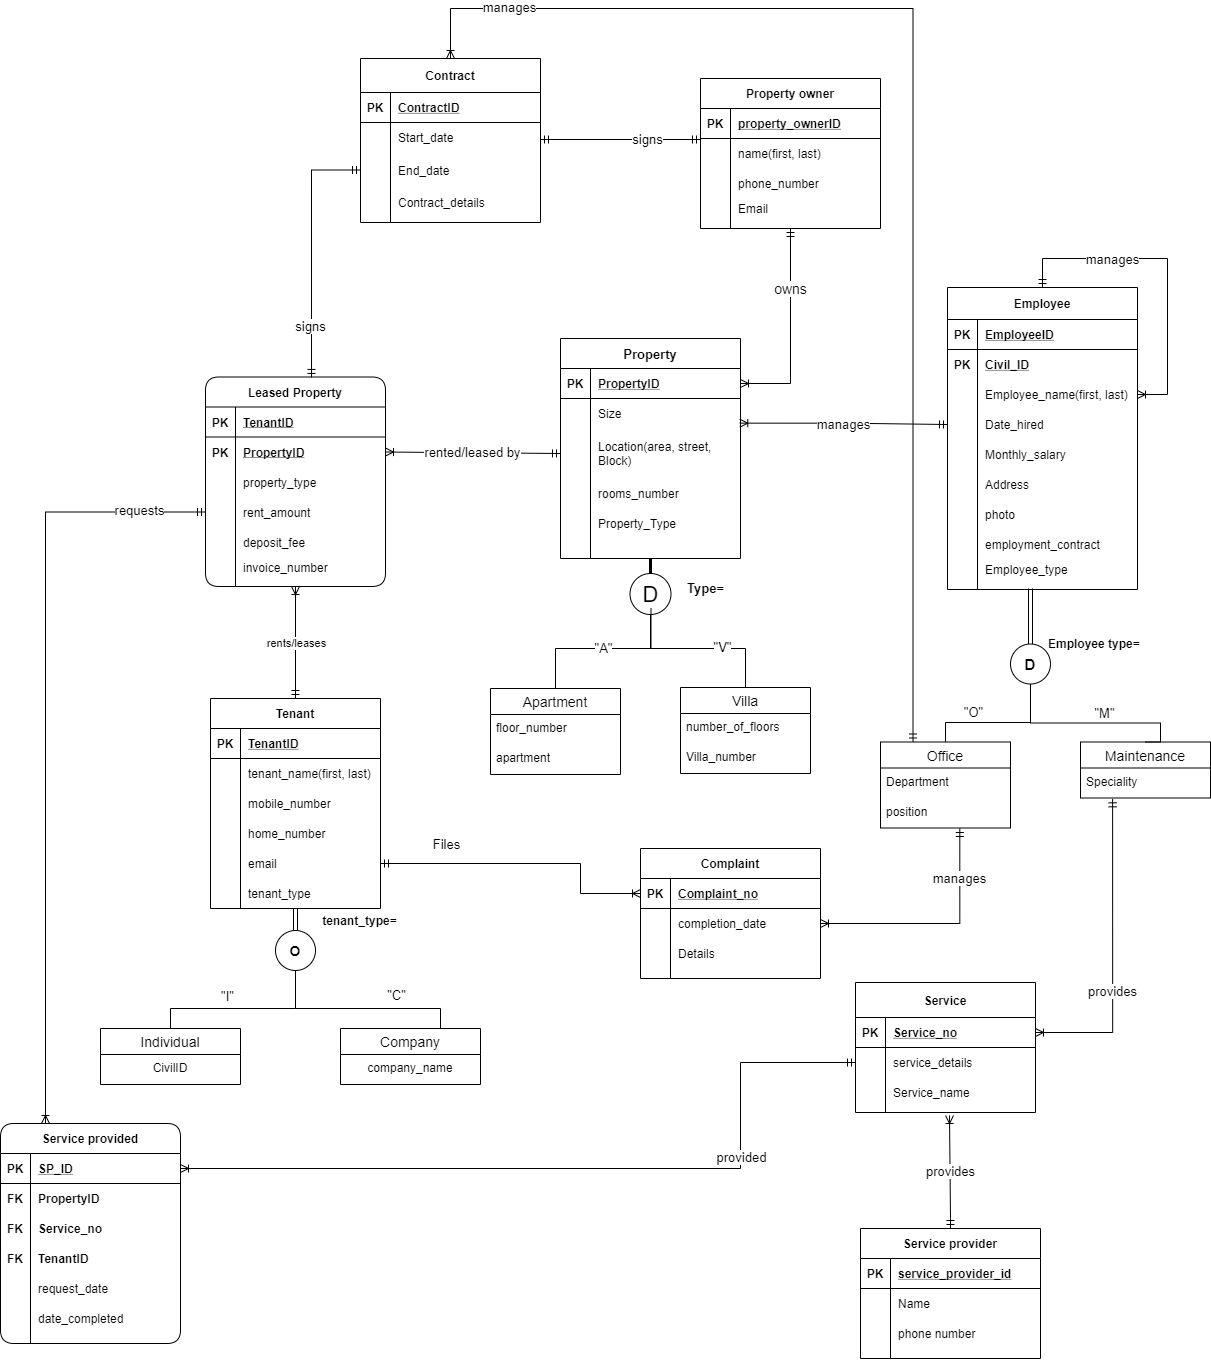 manages
Contract
PK ContractID
Start_date
End_date
Contract_details
signs
Property owner
PK property_ownerID
name(first, last)
phone_number
Email
owns
signs
manages
Employee
PK EmployeeID
PK Civil_ID
Employee_name(first, last)
Date_hired
Monthly_salary
Address
photo
employment_contract
Employee_type
Property
PK PropertyID
Size
Location(area, street,
Block)
rooms_number
Property_Type
manages
Leased Property
PK TenantID
PK PropertyID
property_type
rent_amount
deposit_fee
invoice_number
rented/leased by
requests
D
Type=
"A"
"V"
Apartment
floor_number
apartment
Villa
number_of_floors
Villa_number
Employee type=
D
"O"
"M"
Office
Department
position
Maintenance
Speciality
rents/leases
Tenant
PK TenantID
tenant_name(first, last)
mobile_number
home_number
email
tenant_type
Files
Complaint
PK Complaint_no
completion_date
Details
manages
tenant_type=
O
"I"
"C"
Individual
CivilID
Company
company_name
provides
Service
PK Service_no
service_details
Service_name
Service provided
PK SP_ID
FK PropertyID
FK Service_no
FK TenantID
request_date
date_completed
provided
provides
Service provider
PK service_provider_id
Name
phone number